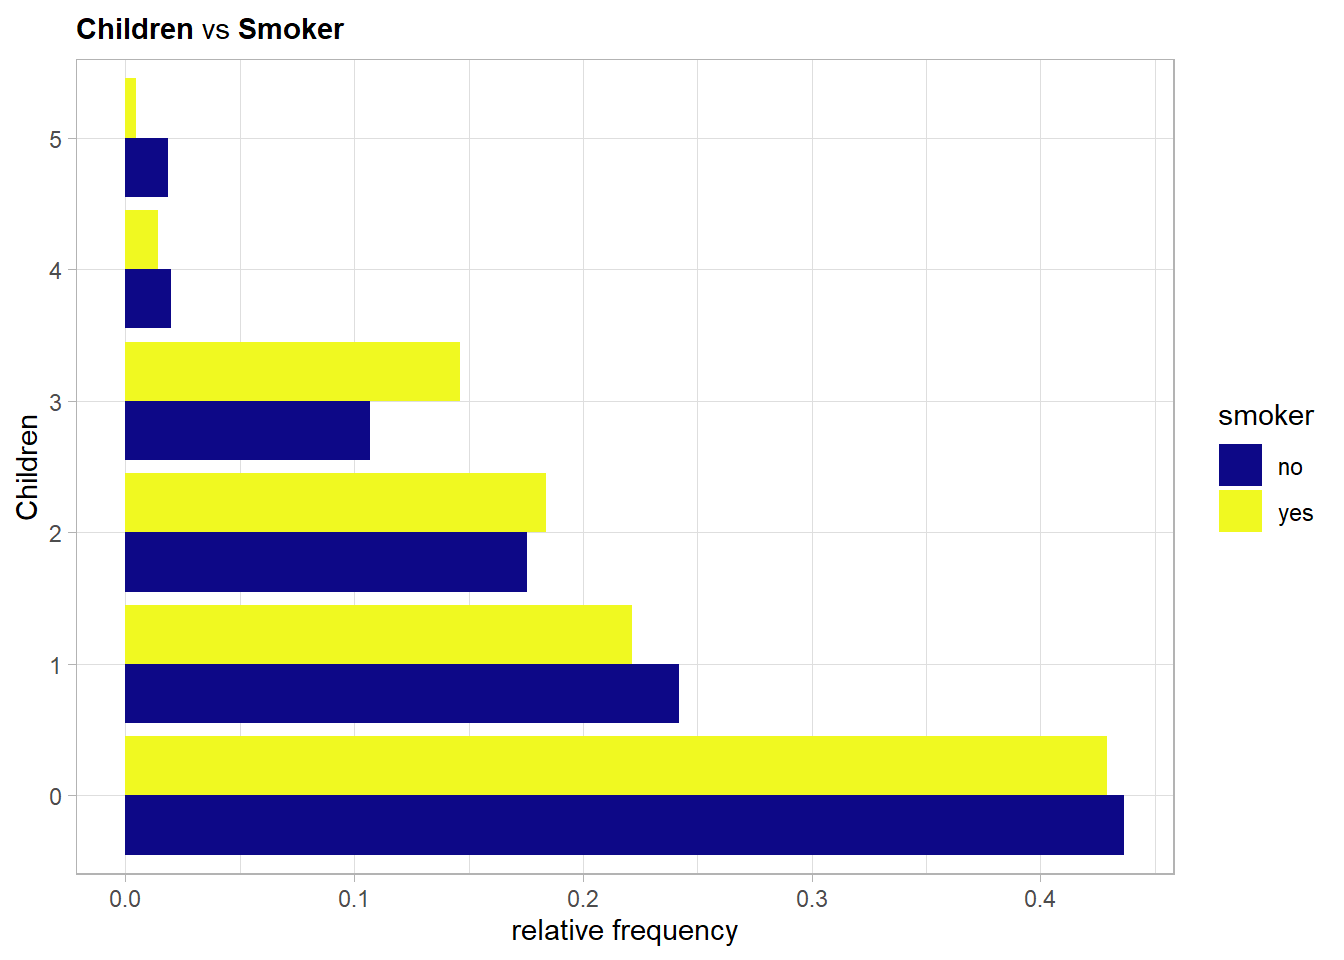 Children vs Smoker
5
4
3
2
1
0
Children
0.0 0.1 0.2 0.3 0.4
relative frequency
smoker
no
yes